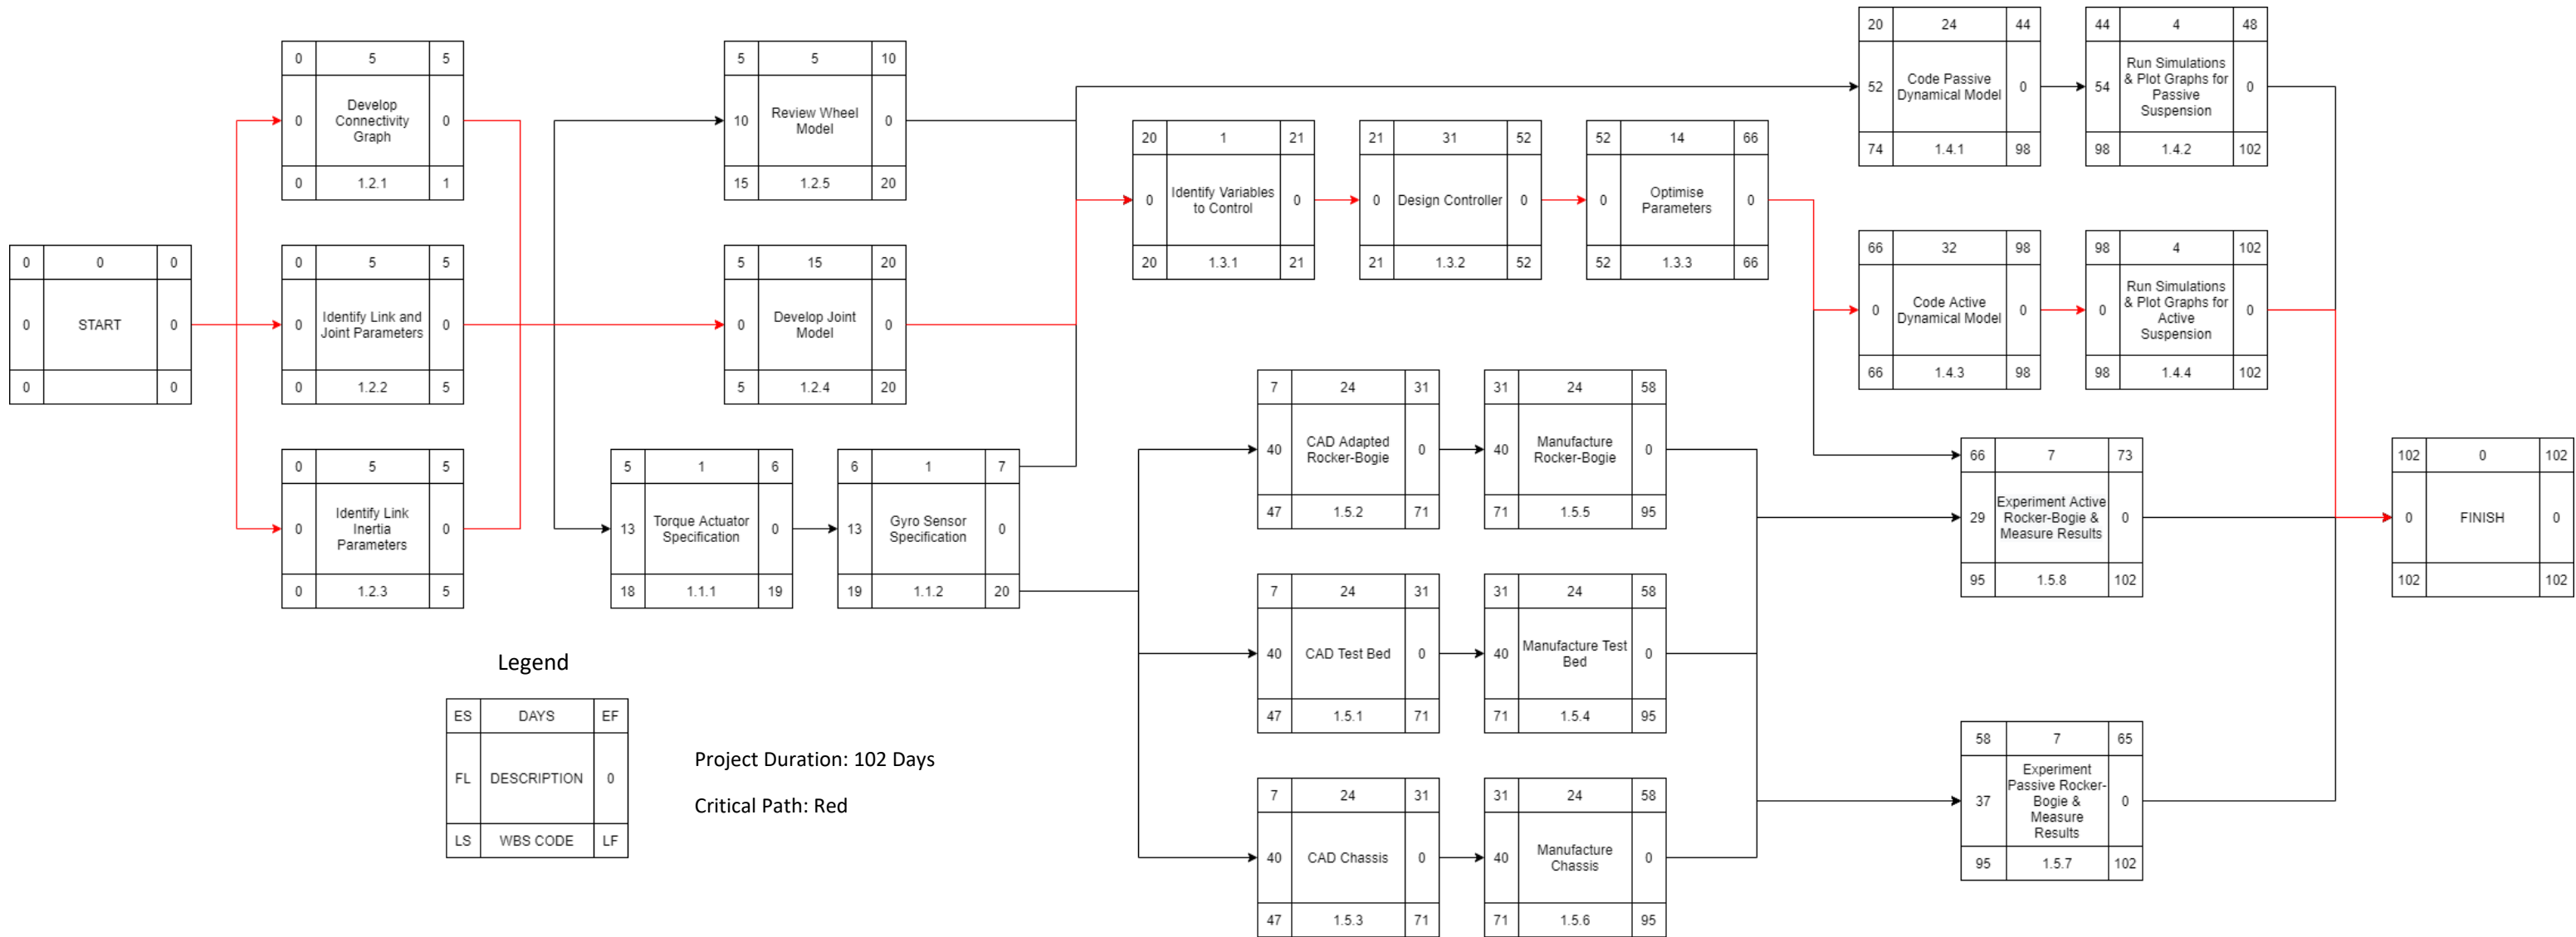 0 0 0
0 START 0
0 0
0 5 5
0 Develop 0
Connectivity
Graph
0 1.2.1 1
0 5 5
0 Identify Link and 0
Joint Parameters
0 1.2.2 5
0 5 5
0 Identify Link 0
Inertia
Parameters
0 1.2.3 5
5 5 10
10 Review Wheel 0
Model
15 1.2.5 20
5 15 20
0 Develop Joint 0
Model
5 1.2.4 20
5 1 6
13 Torque Actuator 0
Specification
18 1.1.1 19
6 1 7
13 Gyro Sensor 0
Specification
19 1.1.2 20
20 1 21
0 Identify Variables 0
to Control
20 1.3.1 21
21 31 52
0 Design Controller 0
21 1.3.2 52
52 14 66
0 Optimise 0
Parameters
52 1.3.3 66
20 24 44
52 Code Passive 0
Dynamical Model
74 1.4.1 98
44 4 48
54 Run Simulations 0
& Plot Graphs for
Passive
Suspension
98 1.4.2 102
66 32 98
0 Code Active 0
Dynamical Model
66 1.4.3 98
98 4 102
0 Run Simulations 0
& Plot Graphs for
Active
Suspension
98 1.4.4 102
7 24 31
40 CAD Adapted 0
Rocker-Bogie
47 1.5.2 71
31 24 58
40 Manufacture 0
Rocker-Bogie
71 1.5.5 95
7 24 31
40 CAD Test Bed 0
47 1.5.1 71
31 24 58
40 Manufacture Test 0
Bed
71 1.5.4 95
7 24 31
40 CAD Chassis 0
47 1.5.3 71
31 24 58
40 Manufacture 0
Chassis
71 1.5.6 95
66 7 73
29 Experiment Active 0
Rocker-Bogie &
Measure Results
95 1.5.8 102
58 7 65
37 Experiment 0
Passive Rocker-
Bogie &
Measure
Results
95 1.5.7 102
102 0 102
0 FINISH 0
102 102
Legend
ES DAYS EF
FL DESCRIPTION 0
LS WBS CODE LF
Project Duration: 102 Days
Critical Path: Red